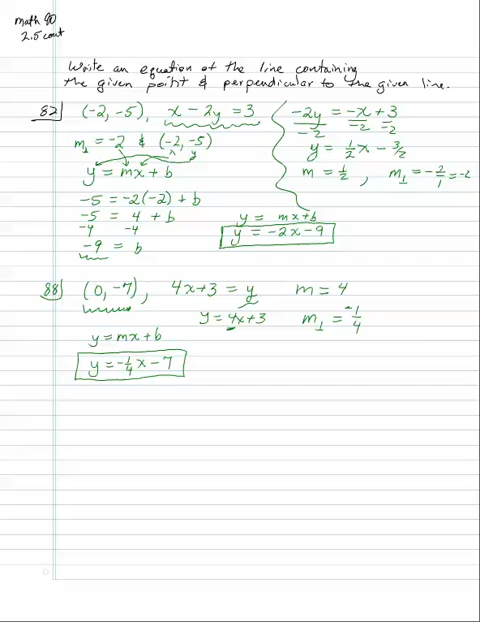 math 90
2.5 cont
Write an equation of the line containing
the given point & perpendicular to the given line.
82) (-2, -5), x - 2y = 3
m⊥ = -2 & (-2, -5)
x y
y = mx + b
-5 = -2(-2) + b
-5 = 4 + b
-4 -4
-9 = b
-2y = -x + 3
-2 -2 -2
y = 1/2 x - 3/2
m = 1/2 , m⊥ = -2/1 = -2
y = mx + b
y = -2x - 9
88) (0, -7), 4x + 3 = y m = 4
y = 4x + 3 m⊥ = -1/4
y = mx + b
y = -1/4 x - 7